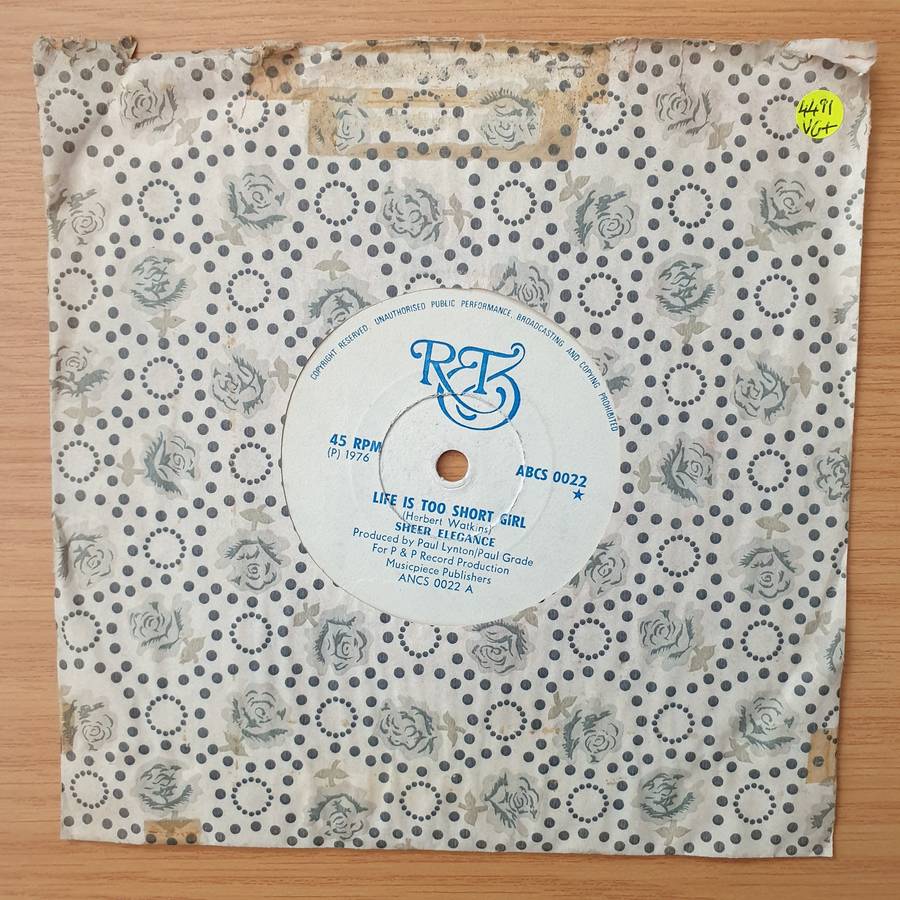 4491
VG+
COPYRIGHT RESERVED. UNAUTHORISED PUBLIC PERFORMANCE, BROADCASTING AND COPYING PROHIBITED
R&T
45 RPM
(P) 1976
ABCS 0022
LIFE IS TOO SHORT GIRL
(Herbert Watkins)
SHEER ELEGANCE
Produced by Paul Lynton/Paul Grade
For P & P Record Production
Musicpiece Publishers
ANCS 0022 A